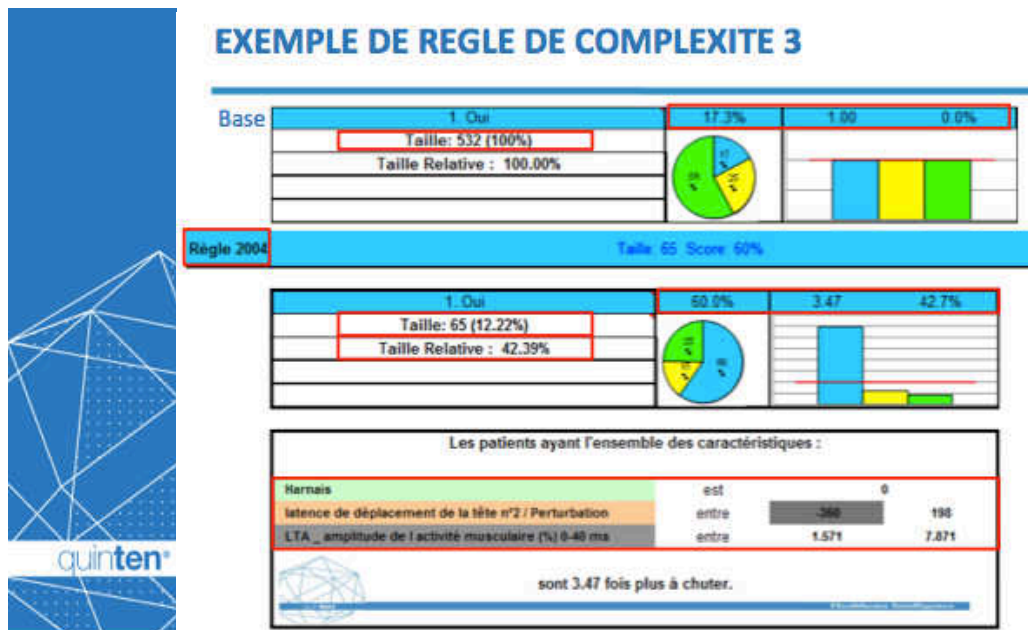 EXEMPLE DE REGLE DE COMPLEXITE 3
Base
1. Oui 17.3% 1.00 0.0%
Taille: 532 (100%)
Taille Relative : 100.00%
Règle 2004 Taille: 65 Score: 60%
1. Oui 60.0% 3.47 42.7%
Taille: 65 (12.22%)
Taille Relative : 42.39%
Les patients ayant l'ensemble des caractéristiques :
Harnais est 0
latence de déplacement de la tête n°2 / Perturbation entre -360 198
LTA _ amplitude de l activité musculaire (%) 0-40 ms entre 1.571 7.871
sont 3.47 fois plus à chuter.
quinten